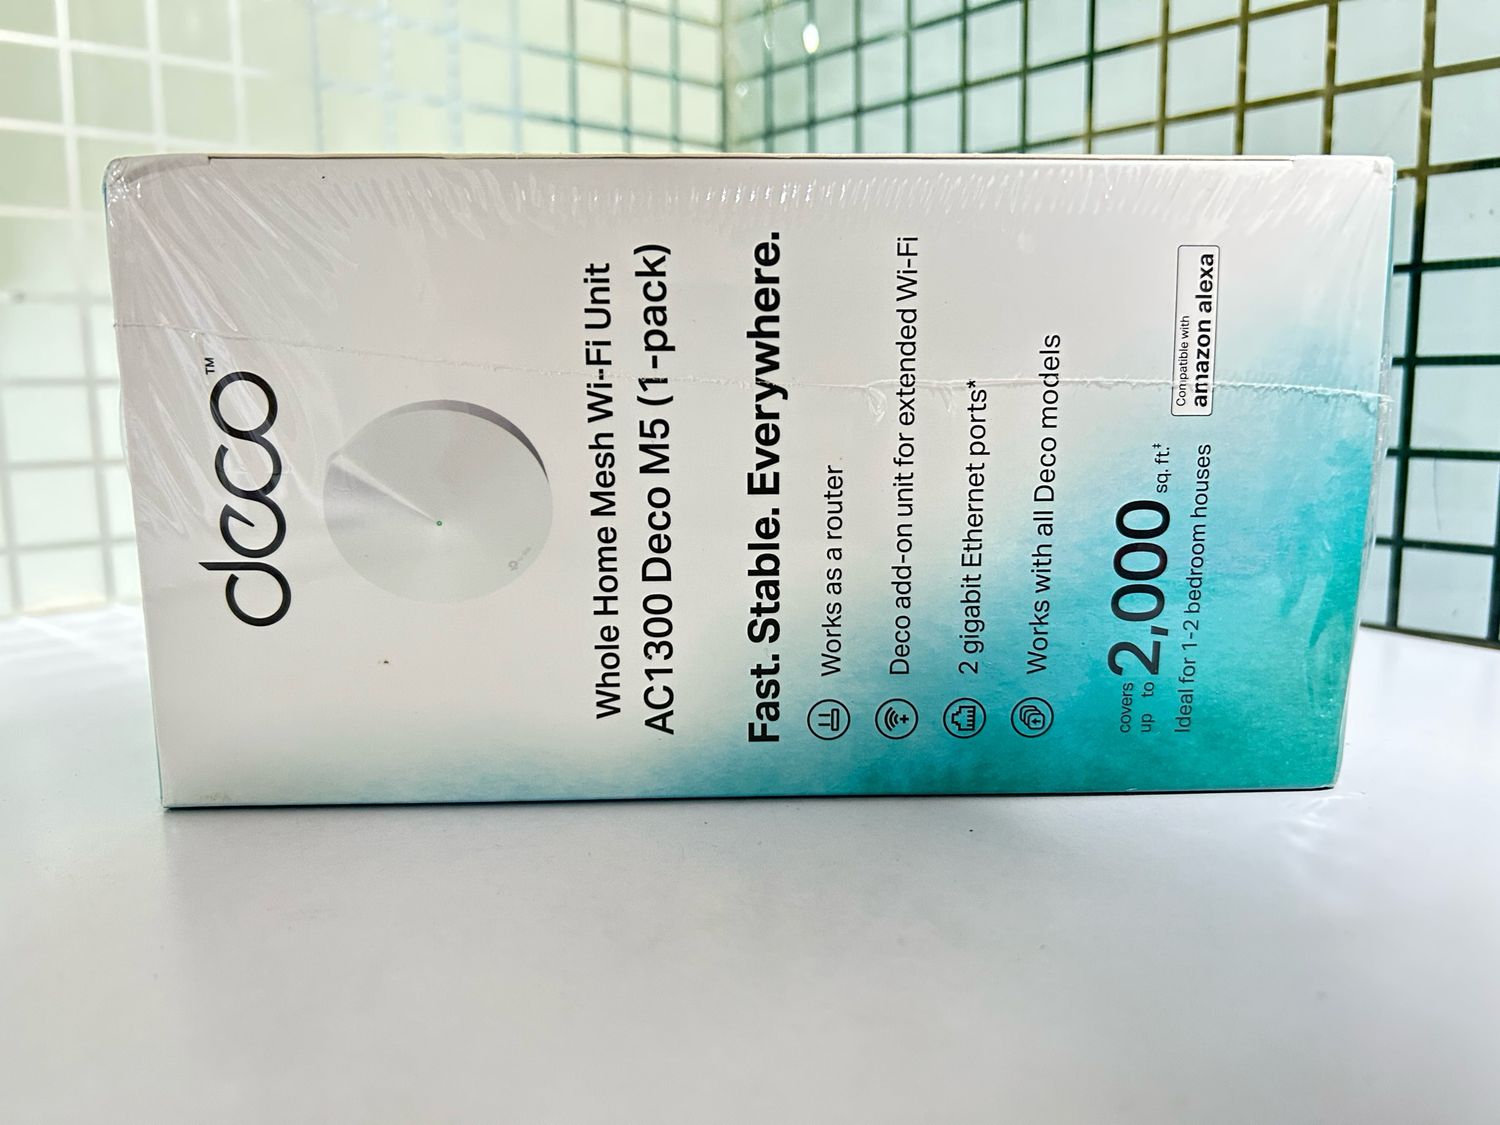 deco™
Whole Home Mesh Wi-Fi Unit
AC1300 Deco M5 (1-pack)
Fast. Stable. Everywhere.
Works as a router
Deco add-on unit for extended Wi-Fi
2 gigabit Ethernet ports*
Works with all Deco models
covers up to 2,000 sq. ft.‡
Ideal for 1-2 bedroom houses
Compatible with
amazon alexa